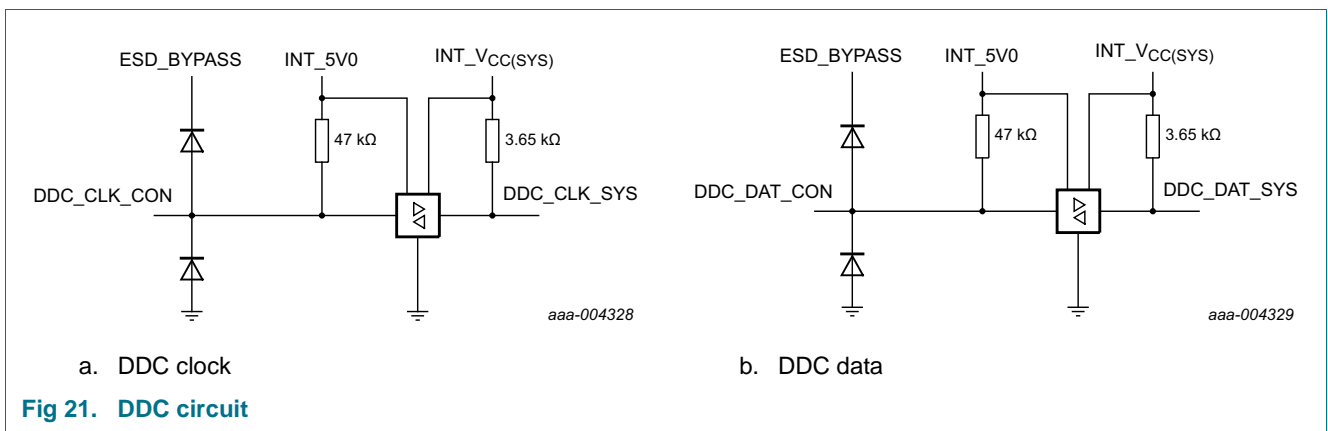 ESD_BYPASS INT_5V0 INT_VCC(SYS)
47 kΩ 3.65 kΩ
DDC_CLK_CON DDC_CLK_SYS
aaa-004328
a. DDC clock
ESD_BYPASS INT_5V0 INT_VCC(SYS)
47 kΩ 3.65 kΩ
DDC_DAT_CON DDC_DAT_SYS
aaa-004329
b. DDC data
Fig 21. DDC circuit